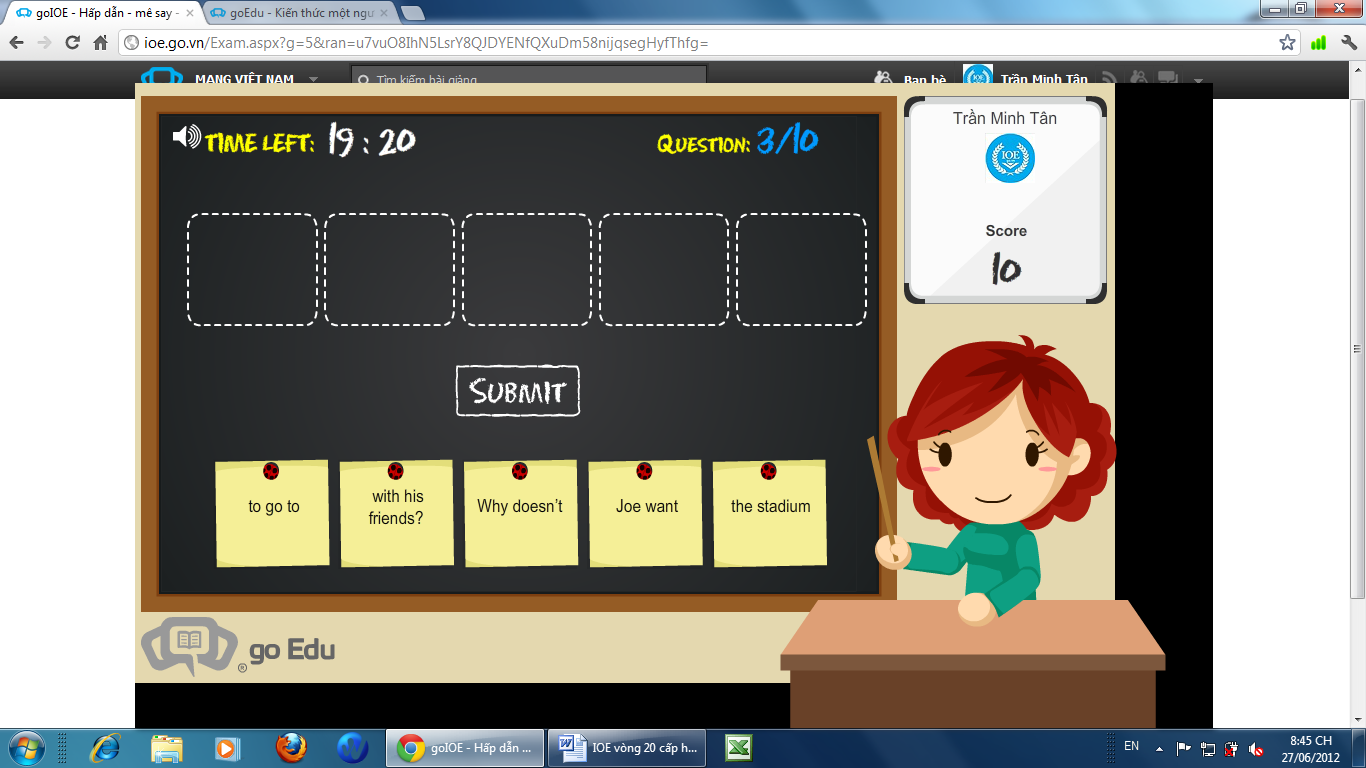 goIOE - Hấp dẫn - mê say -
goEdu - Kiến thức một ngư
ioe.go.vn/Exam.aspx?g=5&ran=u7vuO8IhN5LsrY8QJDYENfQXuDm58nijqsegHyfThfg=
MẠNG VIỆT NAM
Tìm kiếm bài giảng
Bạn bè
Trần Minh Tân
TIME LEFT: 19 : 20
QUESTION: 3/10
Trần Minh Tân
IOE
Score
10
SUBMIT
to go to
with his
friends?
Why doesn't
Joe want
the stadium
go Edu
goIOE - Hấp dẫn ...
IOE vòng 20 cấp h...
EN
8:45 CH
27/06/2012